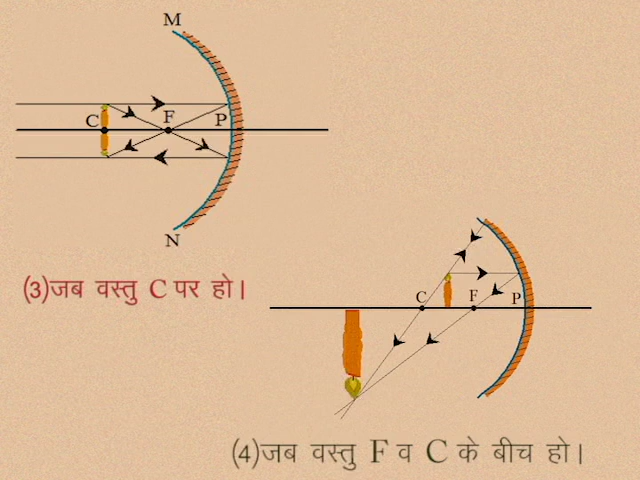 M
C F P
N
(3)जब वस्तु C पर हो।
C F P
(4)जब वस्तु F व C के बीच हो।